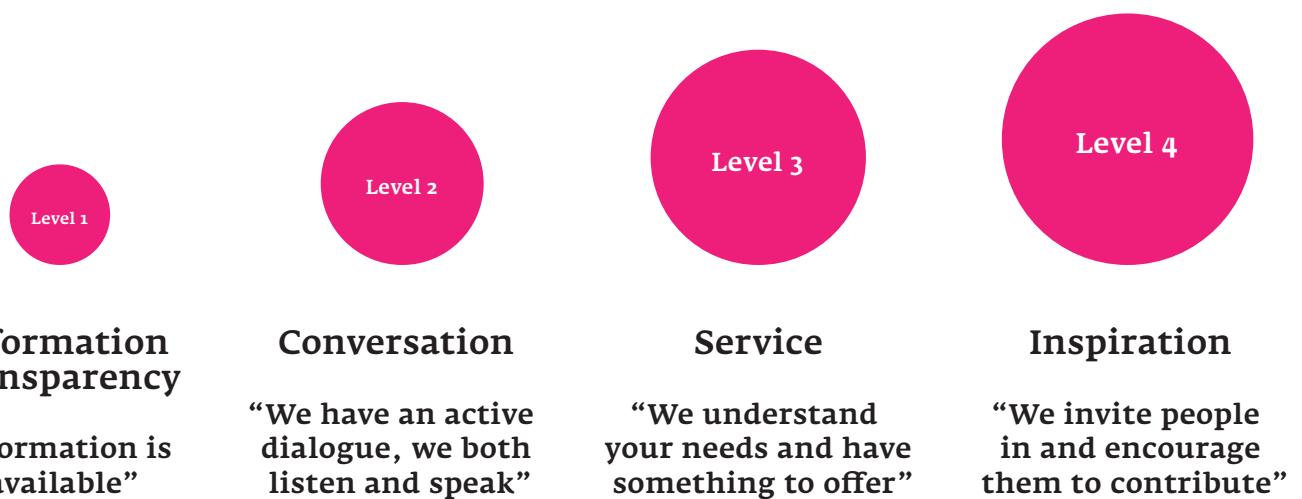 Level 1
Level 2
Level 3
Level 4
ormation
nsparency
ormation is
available”
Conversation
“We have an active
dialogue, we both
listen and speak”
Service
“We understand
your needs and have
something to offer”
Inspiration
“We invite people
in and encourage
them to contribute”